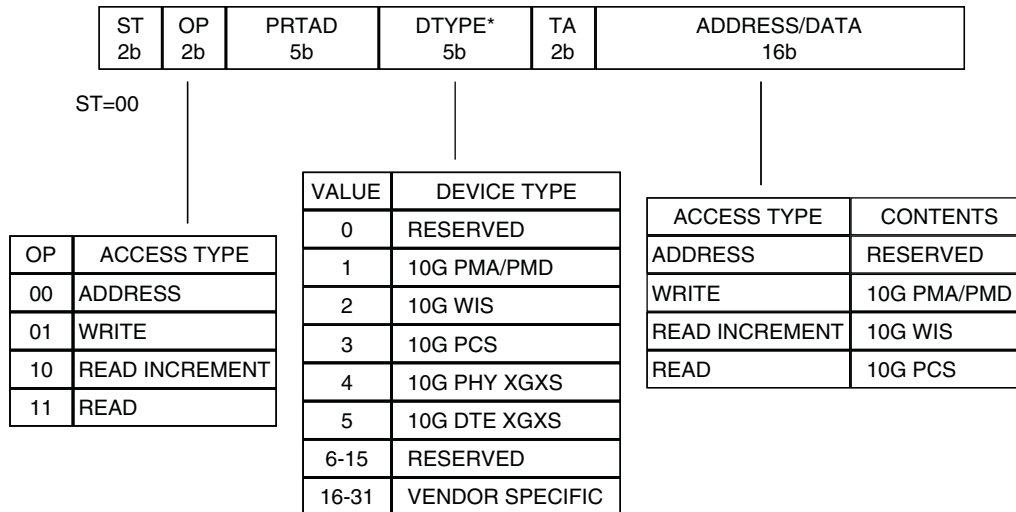 ST OP PRTAD DTYPE* TA ADDRESS/DATA
2b 2b 5b 5b 2b 16b
ST=00
OP ACCESS TYPE
00 ADDRESS
01 WRITE
10 READ INCREMENT
11 READ
VALUE DEVICE TYPE
0 RESERVED
1 10G PMA/PMD
2 10G WIS
3 10G PCS
4 10G PHY XGXS
5 10G DTE XGXS
6-15 RESERVED
16-31 VENDOR SPECIFIC
ACCESS TYPE CONTENTS
ADDRESS RESERVED
WRITE 10G PMA/PMD
READ INCREMENT 10G WIS
READ 10G PCS